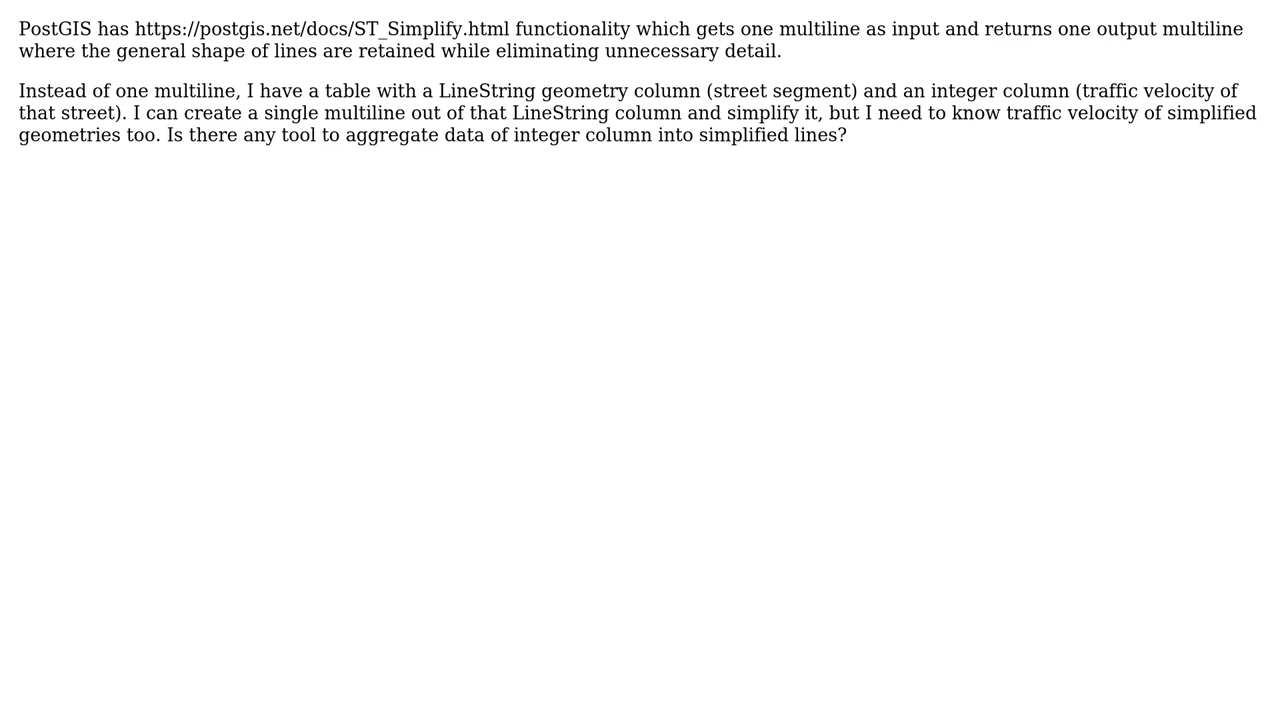 PostGIS has https://postgis.net/docs/ST_Simplify.html functionality which gets one multiline as input and returns one output multiline
where the general shape of lines are retained while eliminating unnecessary detail.
Instead of one multiline, I have a table with a LineString geometry column (street segment) and an integer column (traffic velocity of
that street). I can create a single multiline out of that LineString column and simplify it, but I need to know traffic velocity of simplified
geometries too. Is there any tool to aggregate data of integer column into simplified lines?